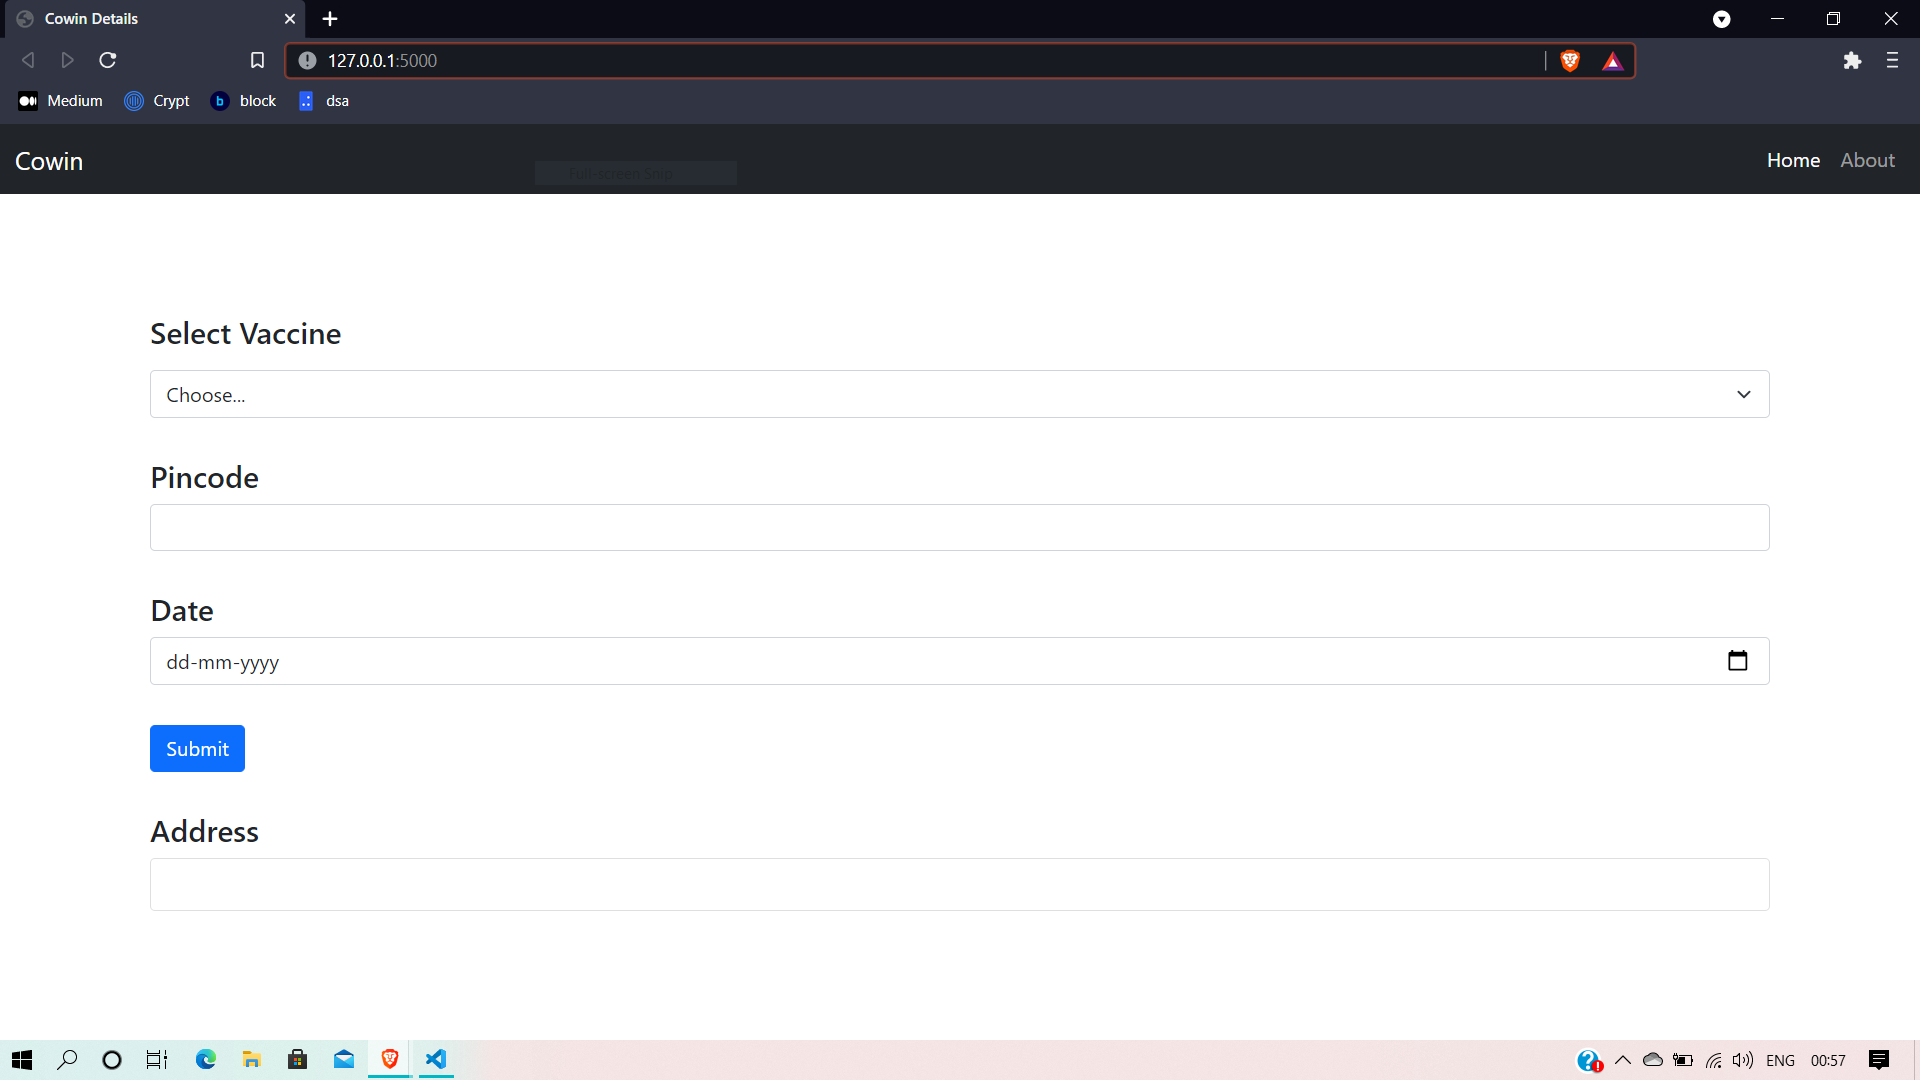 Cowin Details
127.0.0.1:5000
Medium Crypt block dsa
Cowin
Full-screen Snip
Home About
Select Vaccine
Choose...
Pincode
Date
dd-mm-yyyy
Submit
Address
ENG 00:57